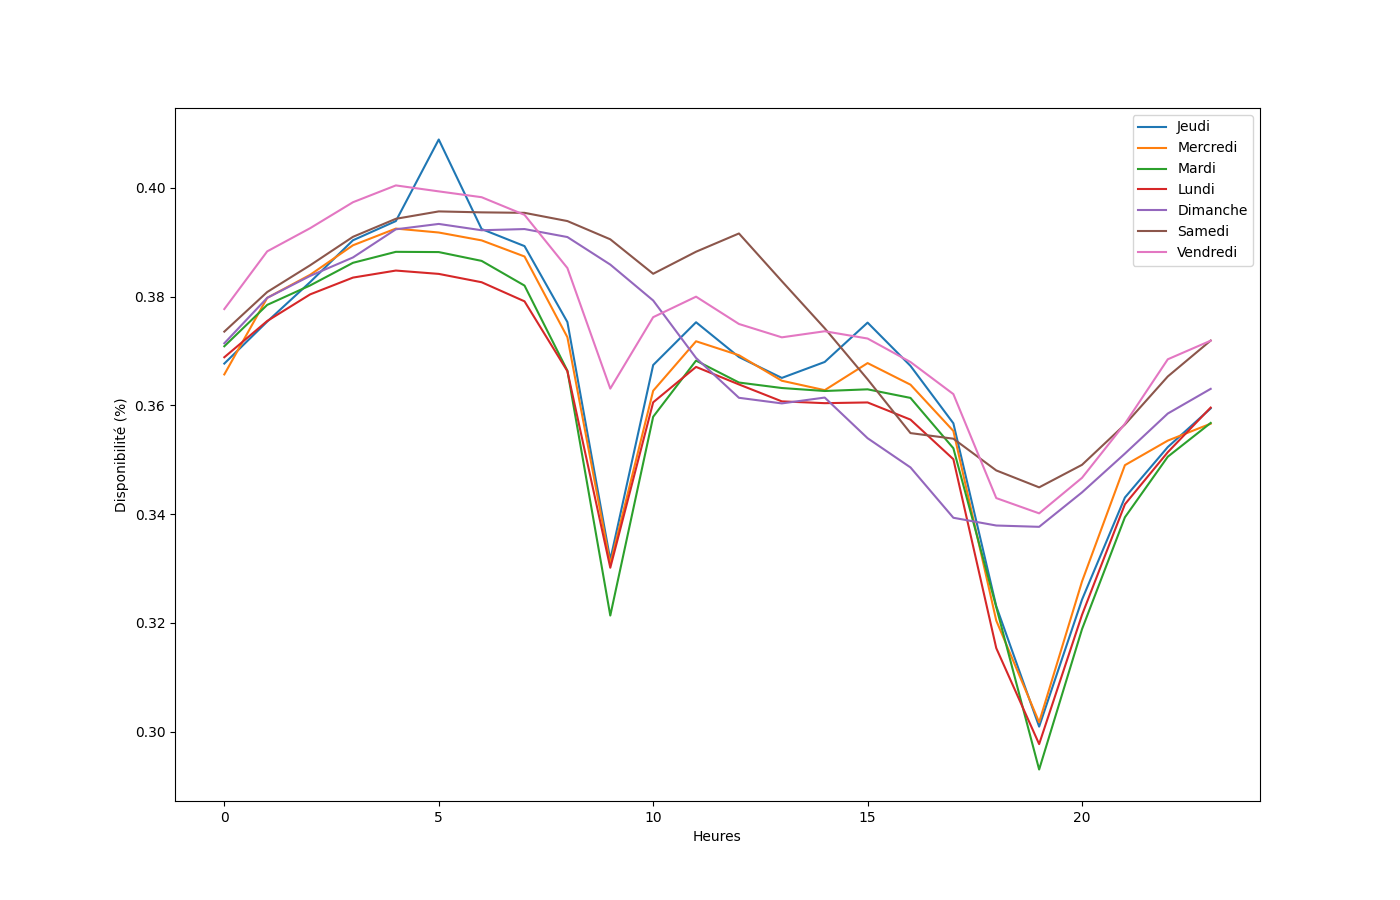 Jeudi
Mercredi
Mardi
Lundi
Dimanche
Samedi
Vendredi
0.40
0.38
0.36
0.34
0.32
0.30
Disponibilité (%)
0 5 10 15 20
Heures